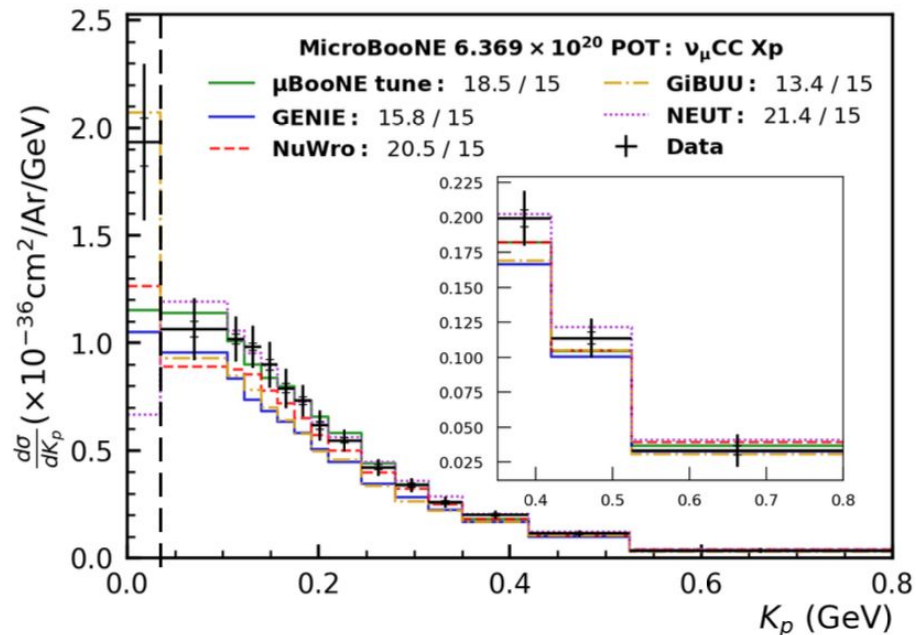 MicroBooNE 6.369 × 10²⁰ POT: νμCC Xp
μBooNE tune: 18.5 / 15
GENIE: 15.8 / 15
NuWro: 20.5 / 15
GiBUU: 13.4 / 15
NEUT: 21.4 / 15
Data
dσ/dKp (×10⁻³⁶cm²/Ar/GeV)
2.5
2.0
1.5
1.0
0.5
0.0
0.225
0.200
0.175
0.150
0.125
0.100
0.075
0.050
0.025
0.4 0.5 0.6 0.7 0.8
0.0 0.2 0.4 0.6 0.8
Kp (GeV)